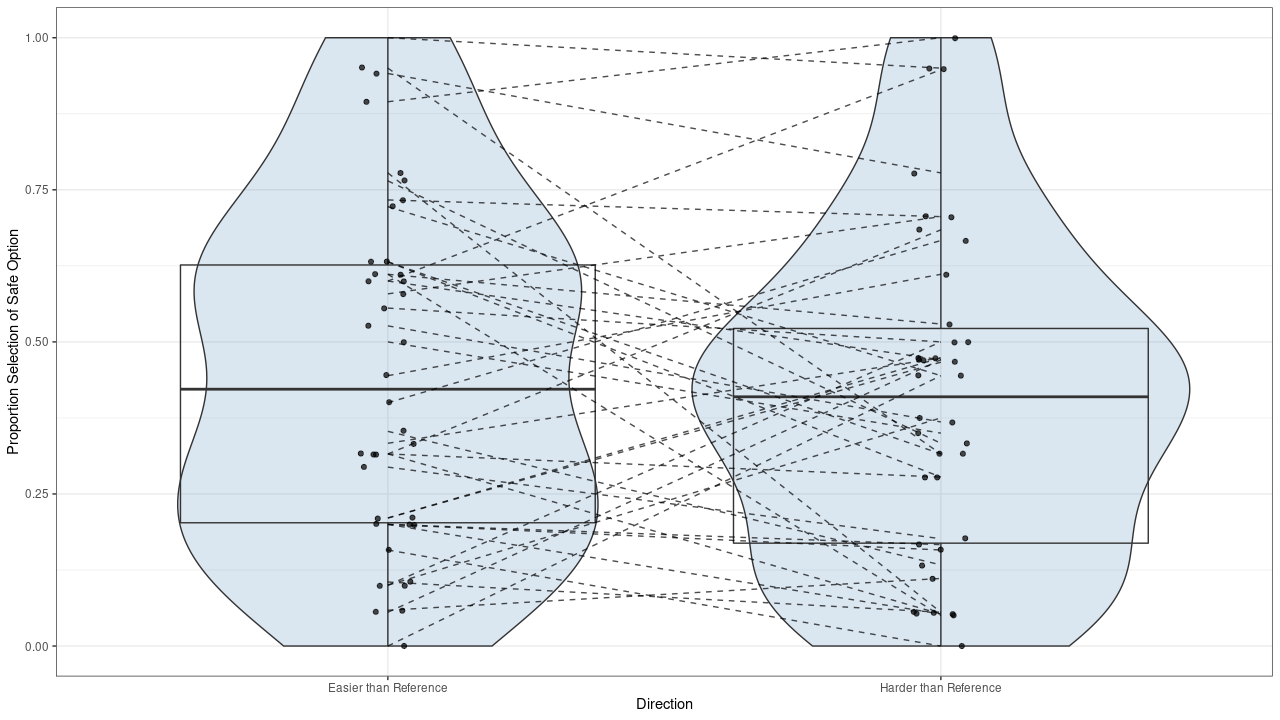 Proportion Selection of Safe Option
1.00
0.75
0.50
0.25
0.00
Easier than Reference
Harder than Reference
Direction